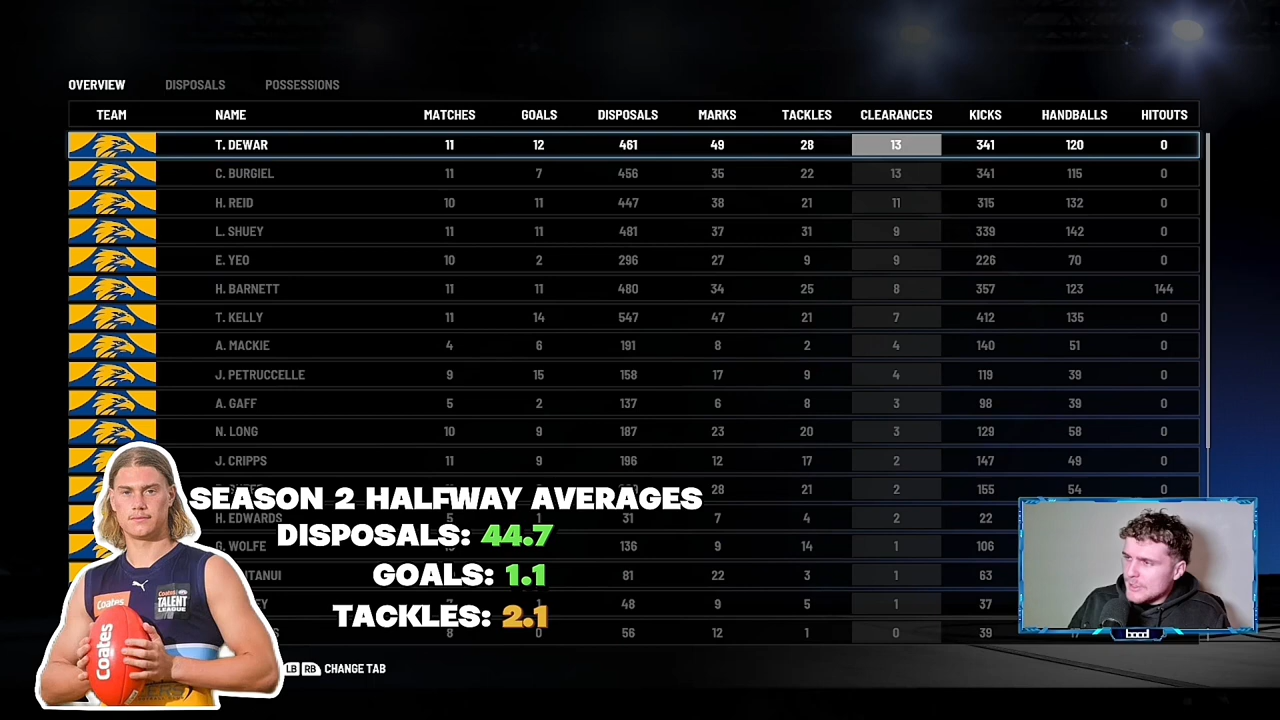 OVERVIEW DISPOSALS POSSESSIONS
TEAM NAME MATCHES GOALS DISPOSALS MARKS TACKLES CLEARANCES KICKS HANDBALLS HITOUTS
T. DEWAR 11 12 461 49 28 13 341 120 0
C. BURGIEL 11 7 456 35 22 13 341 115 0
H. REID 10 11 447 38 21 11 315 132 0
L. SHUEY 11 11 481 37 31 9 339 142 0
E. YEO 10 2 296 27 9 9 226 70 0
H. BARNETT 11 11 480 34 25 8 357 123 144
T. KELLY 11 14 547 47 21 7 412 135 0
A. MACKIE 4 6 191 8 2 4 140 51 0
J. PETRUCCELLE 9 15 158 17 9 4 119 39 0
A. GAFF 5 2 137 6 8 3 98 39 0
N. LONG 10 9 187 23 20 3 129 58 0
J. CRIPPS 11 9 196 12 17 2 147 49 0
28 21 2 155 54
SEASON 2 HALFWAY AVERAGES
H. EDWARDS 31 7 4 2 22
DISPOSALS: 44.7
WOLFE 136 9 14 1 106
GOALS: 1.1
81 22 3 1 63
48 9 5 1 37
TACKLES: 2.1
8 0 56 12 1 0 39
LB RB CHANGE TAB
Coates
Coates
TALENT
LEAGUE
Coates